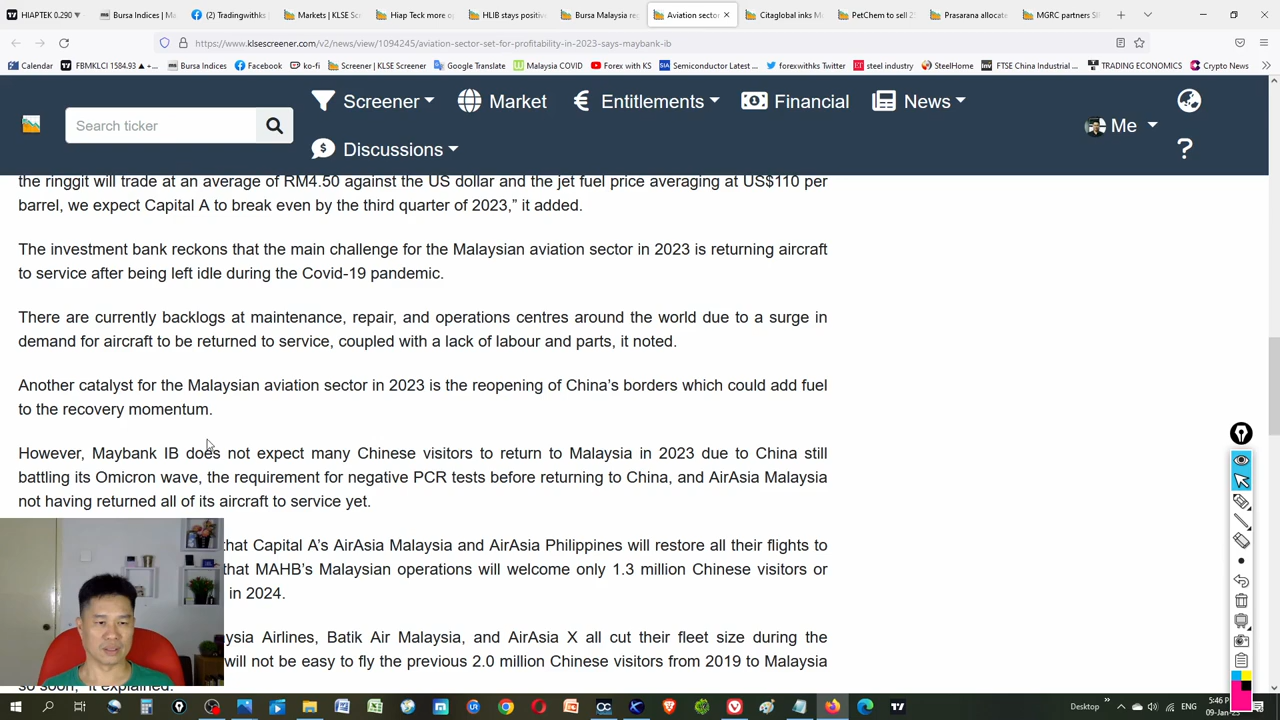 HIAPTEK 0.290
Bursa Indices | Ma
(2) Tradingwithks
Markets | KLSE Scr
Hiap Teck more o
HLIB stays positive
Bursa Malaysia re
Aviation sector
Citaglobal inks M
PetChem to sell 2
Prasarana allocate
MGRC partners S
https://www.klsescreener.com/v2/news/view/1094245/aviation-sector-set-for-profitability-in-2023-says-maybank-ib
Calendar
FBMKLCI 1584.93 ▲ +...
Bursa Indices
Facebook
ko-fi
Screener | KLSE Screener
Google Translate
Malaysia COVID
Forex with KS
Semiconductor Latest ...
forexwithks Twitter
steel industry
SteelHome
FTSE China Industrial ...
TRADING ECONOMICS
Crypto News
Search ticker
Screener
Market
Entitlements
Financial
News
Discussions
Me
?
the ringgit will trade at an average of RM4.50 against the US dollar and the jet fuel price averaging at US$110 per
barrel, we expect Capital A to break even by the third quarter of 2023,” it added.
The investment bank reckons that the main challenge for the Malaysian aviation sector in 2023 is returning aircraft
to service after being left idle during the Covid-19 pandemic.
There are currently backlogs at maintenance, repair, and operations centres around the world due to a surge in
demand for aircraft to be returned to service, coupled with a lack of labour and parts, it noted.
Another catalyst for the Malaysian aviation sector in 2023 is the reopening of China’s borders which could add fuel
to the recovery momentum.
However, Maybank IB does not expect many Chinese visitors to return to Malaysia in 2023 due to China still
battling its Omicron wave, the requirement for negative PCR tests before returning to China, and AirAsia Malaysia
not having returned all of its aircraft to service yet.
that Capital A’s AirAsia Malaysia and AirAsia Philippines will restore all their flights to
that MAHB’s Malaysian operations will welcome only 1.3 million Chinese visitors or
in 2024.
ysia Airlines, Batik Air Malaysia, and AirAsia X all cut their fleet size during the
will not be easy to fly the previous 2.0 million Chinese visitors from 2019 to Malaysia
so soon,” it explained.
Desktop
5:46 P
09-Jan-23